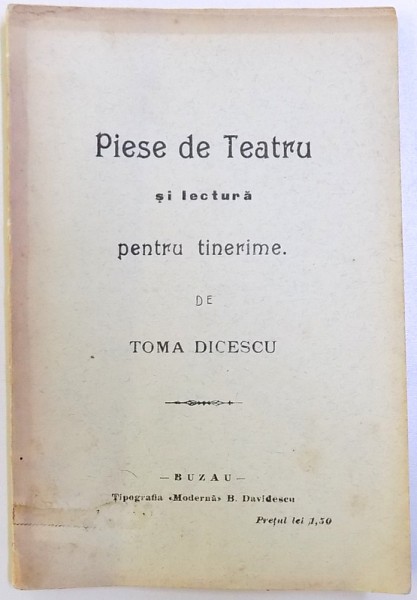 Piese de Teatru
și lectură
pentru tinerime.
DE
TOMA DICESCU
— BUZAU —
Tipografia «Modernă» B. Davidescu
Prețul lei 1,50